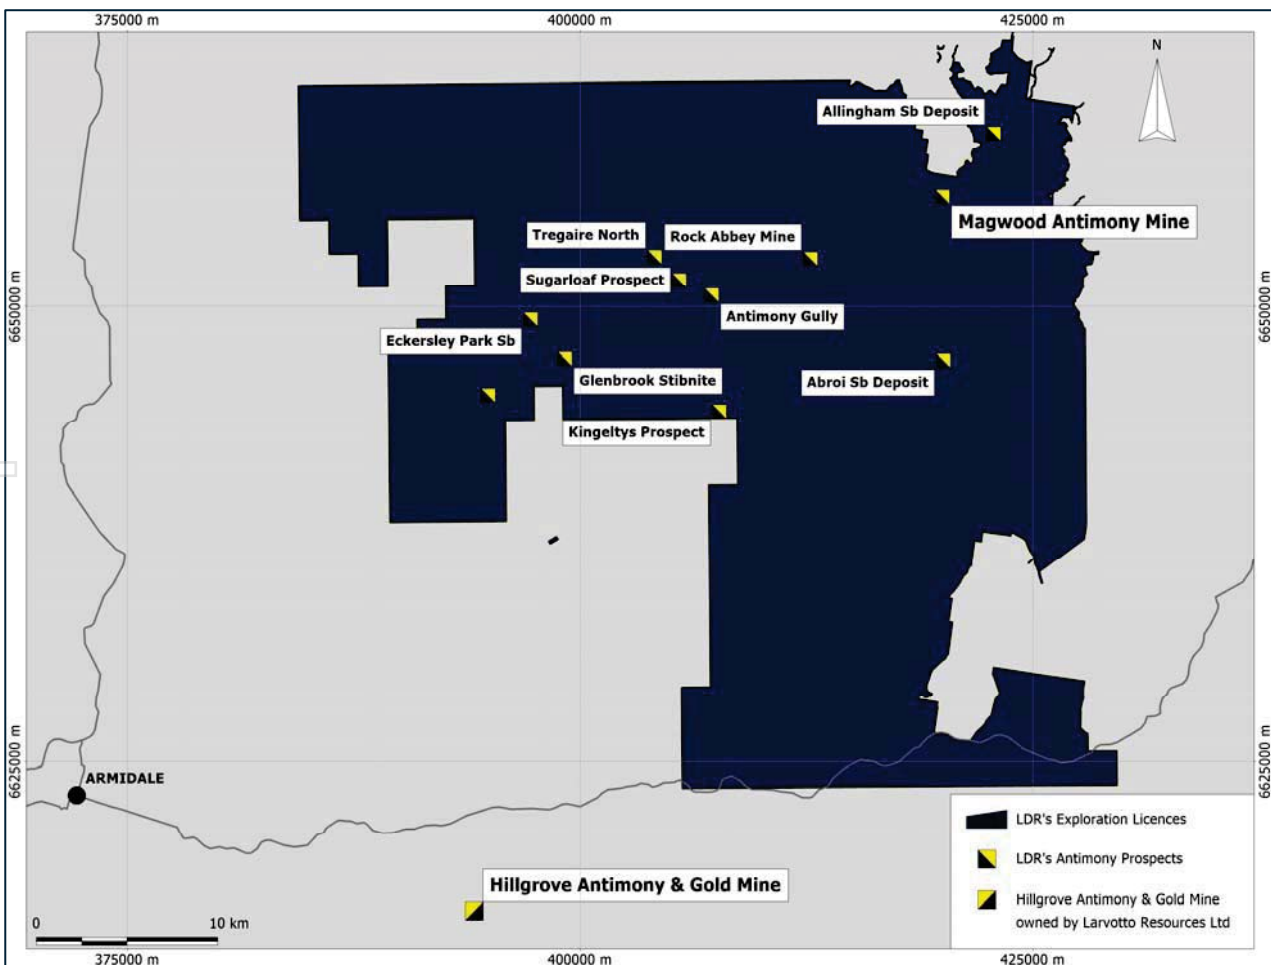 375000 m
400000 m
425000 m
N
Allingham Sb Deposit
Magwood Antimony Mine
Tregaire North
Rock Abbey Mine
Sugarloaf Prospect
6650000 m
6650000 m
Antimony Gully
Eckersley Park Sb
Glenbrook Stibnite
Abroi Sb Deposit
Kingeltys Prospect
6625000 m
6625000 m
ARMIDALE
LDR's Exploration Licences
LDR's Antimony Prospects
Hillgrove Antimony & Gold Mine
owned by Larvotto Resources Ltd
Hillgrove Antimony & Gold Mine
0
10 km
375000 m
400000 m
425000 m